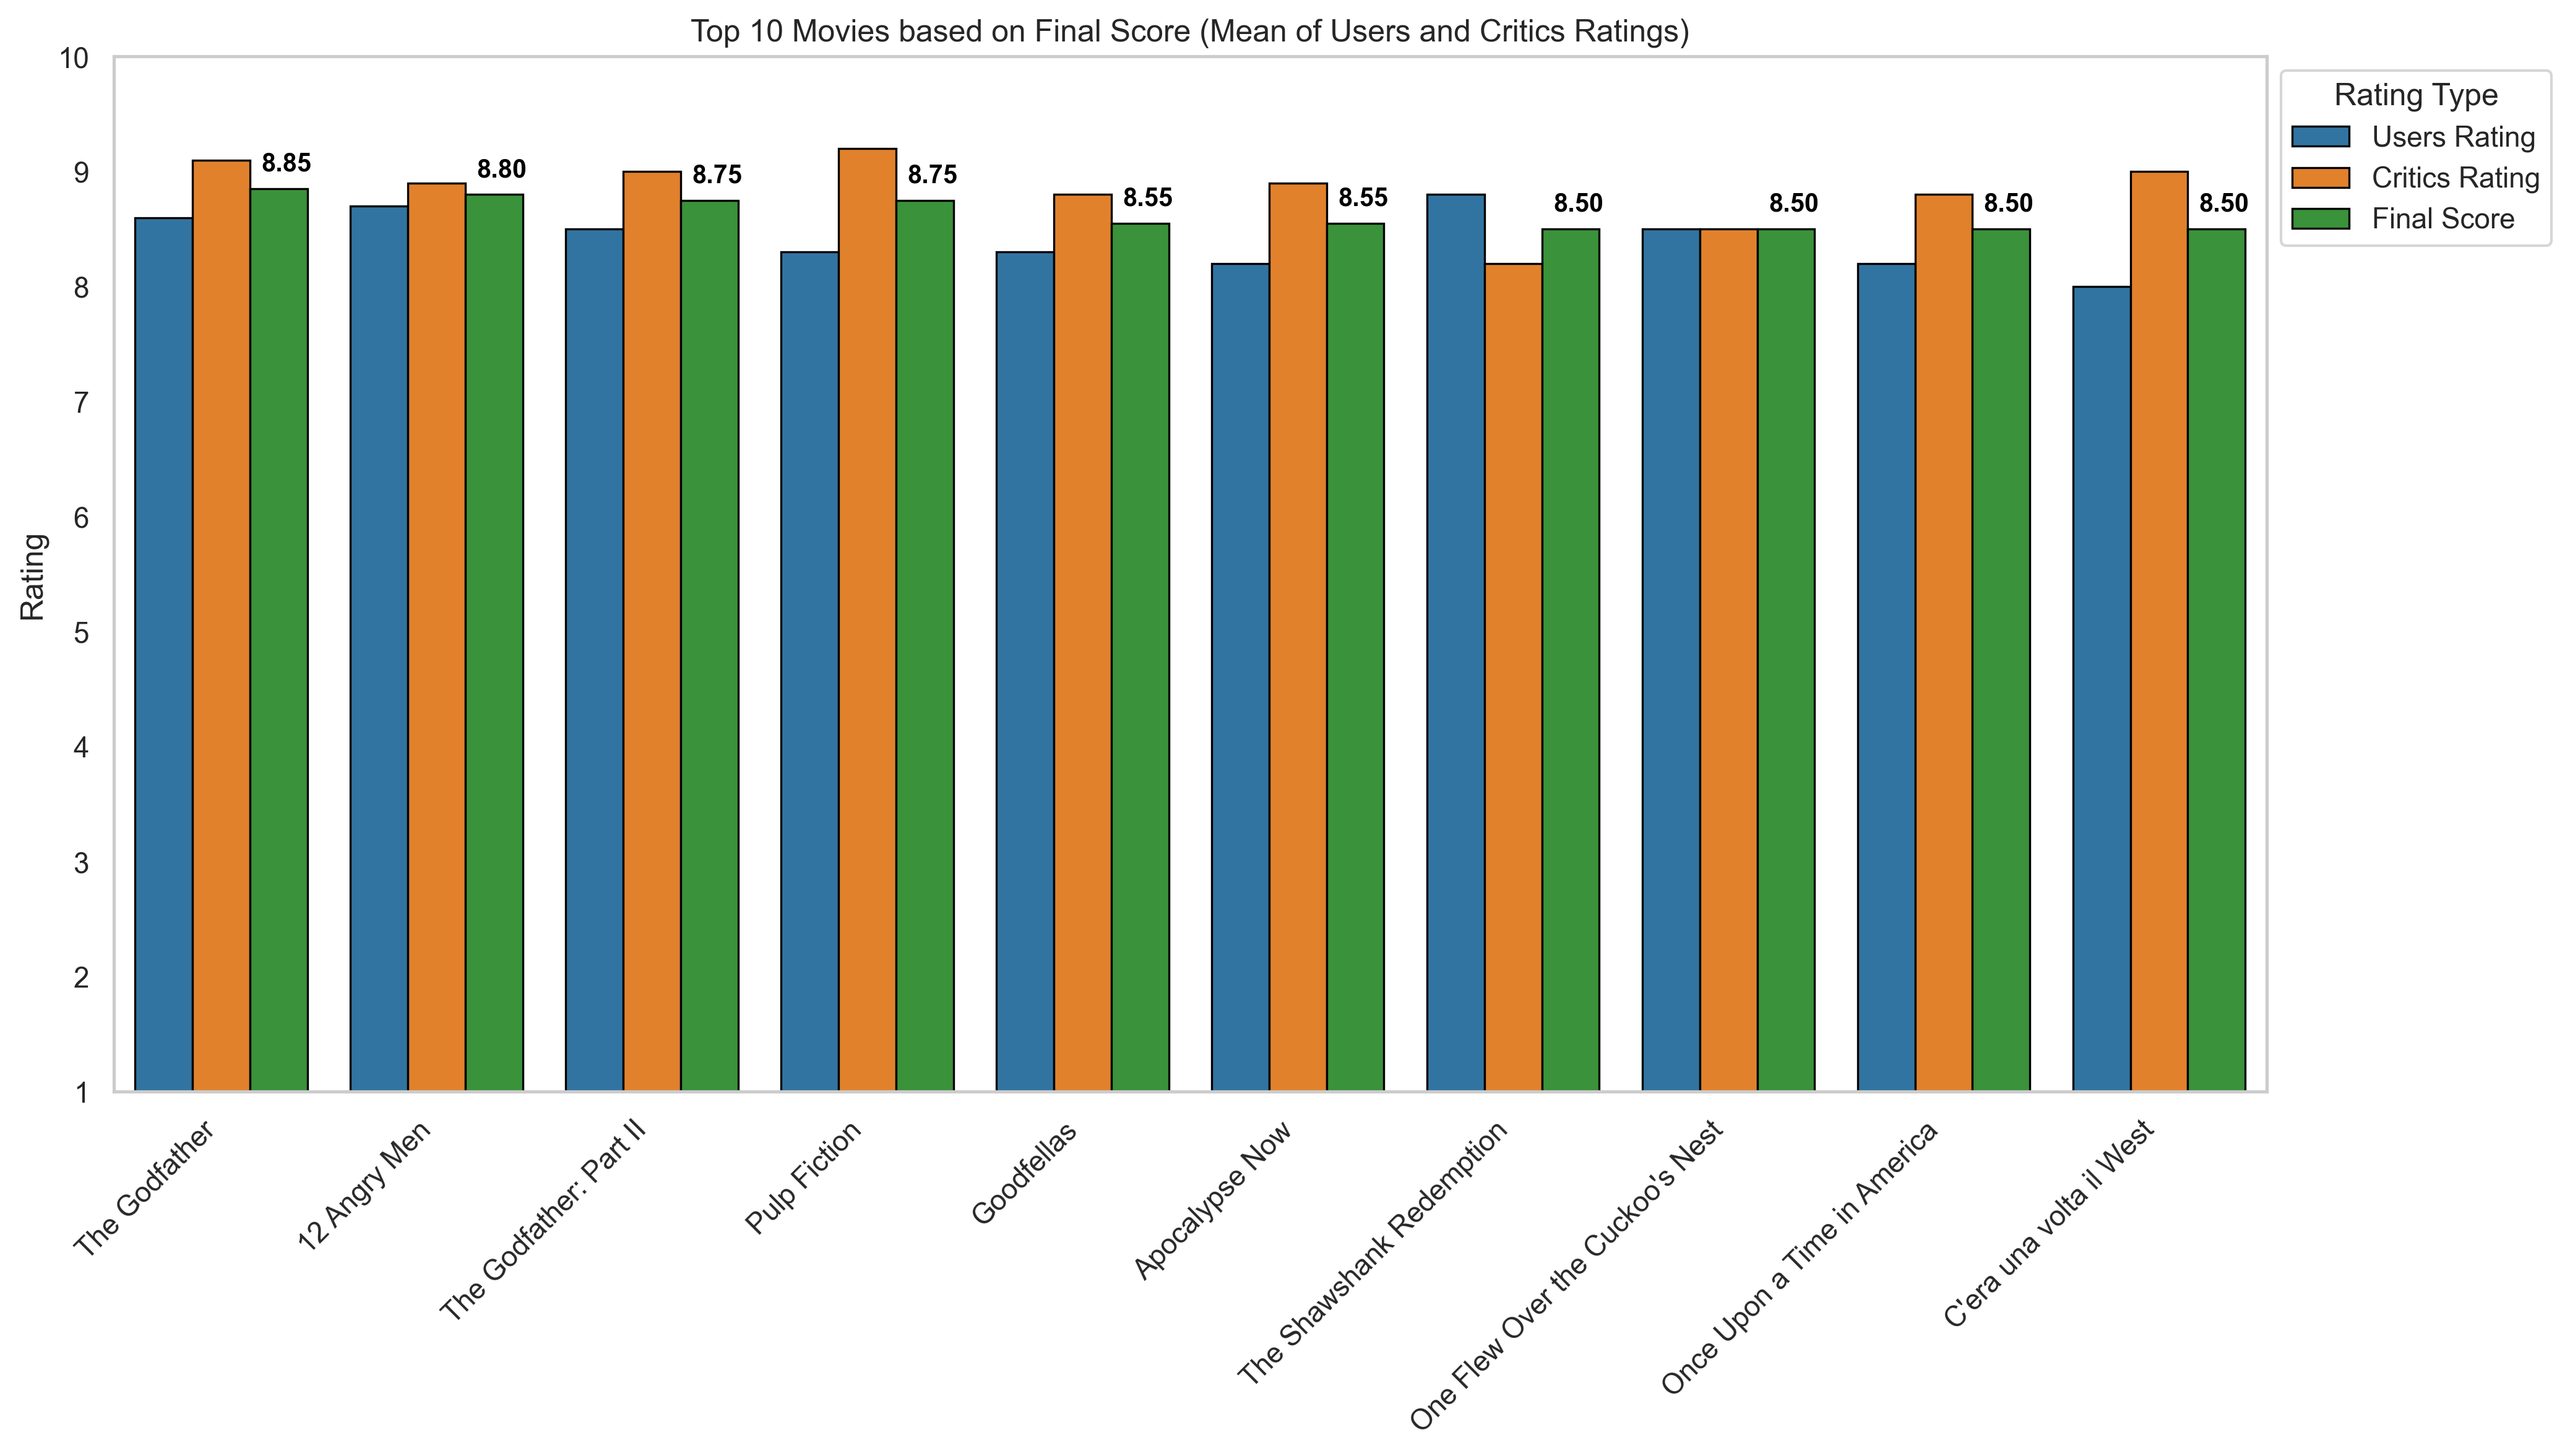 Top 10 Movies based on Final Score (Mean of Users and Critics Ratings)
Rating
10
9
8
7
6
5
4
3
2
1
8.85
8.80
8.75
8.75
8.55
8.55
8.50
8.50
8.50
8.50
Rating Type
Users Rating
Critics Rating
Final Score
The Godfather
12 Angry Men
The Godfather: Part II
Pulp Fiction
Goodfellas
Apocalypse Now
The Shawshank Redemption
One Flew Over the Cuckoo's Nest
Once Upon a Time in America
C'era una volta il West